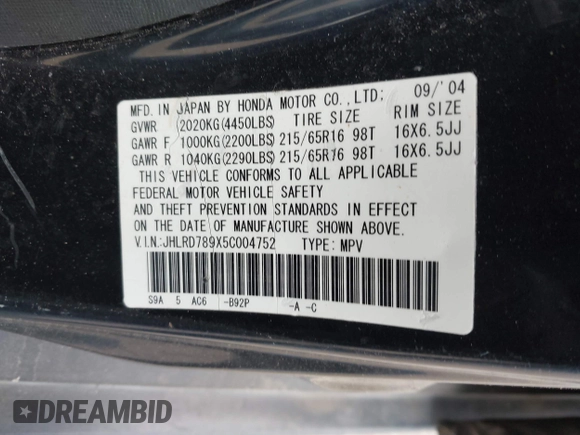 MFD. IN JAPAN BY HONDA MOTOR CO.,LTD: 09/'04
GVWR (2020KG(4450LBS) TIRE SIZE RIM SIZE
GAWR F 1000KG(2200LBS) 215/65R16 98T 16X6.5JJ
GAWR R 1040KG(2290LBS) 215/65R16 98T 16X6.5JJ
THIS VEHICLE CONFORMS TO ALL APPLICABLE
FEDERAL MOTOR VEHICLE SAFETY
AND THEFT PREVENTION STANDARDS IN EFFECT
ON THE DATE OF MANUFACTURE SHOWN ABOVE.
V.I.N:JHLRD789X5C004752 TYPE: MPV
S9A 5 AC6 -B92P -A -C
DREAMBID